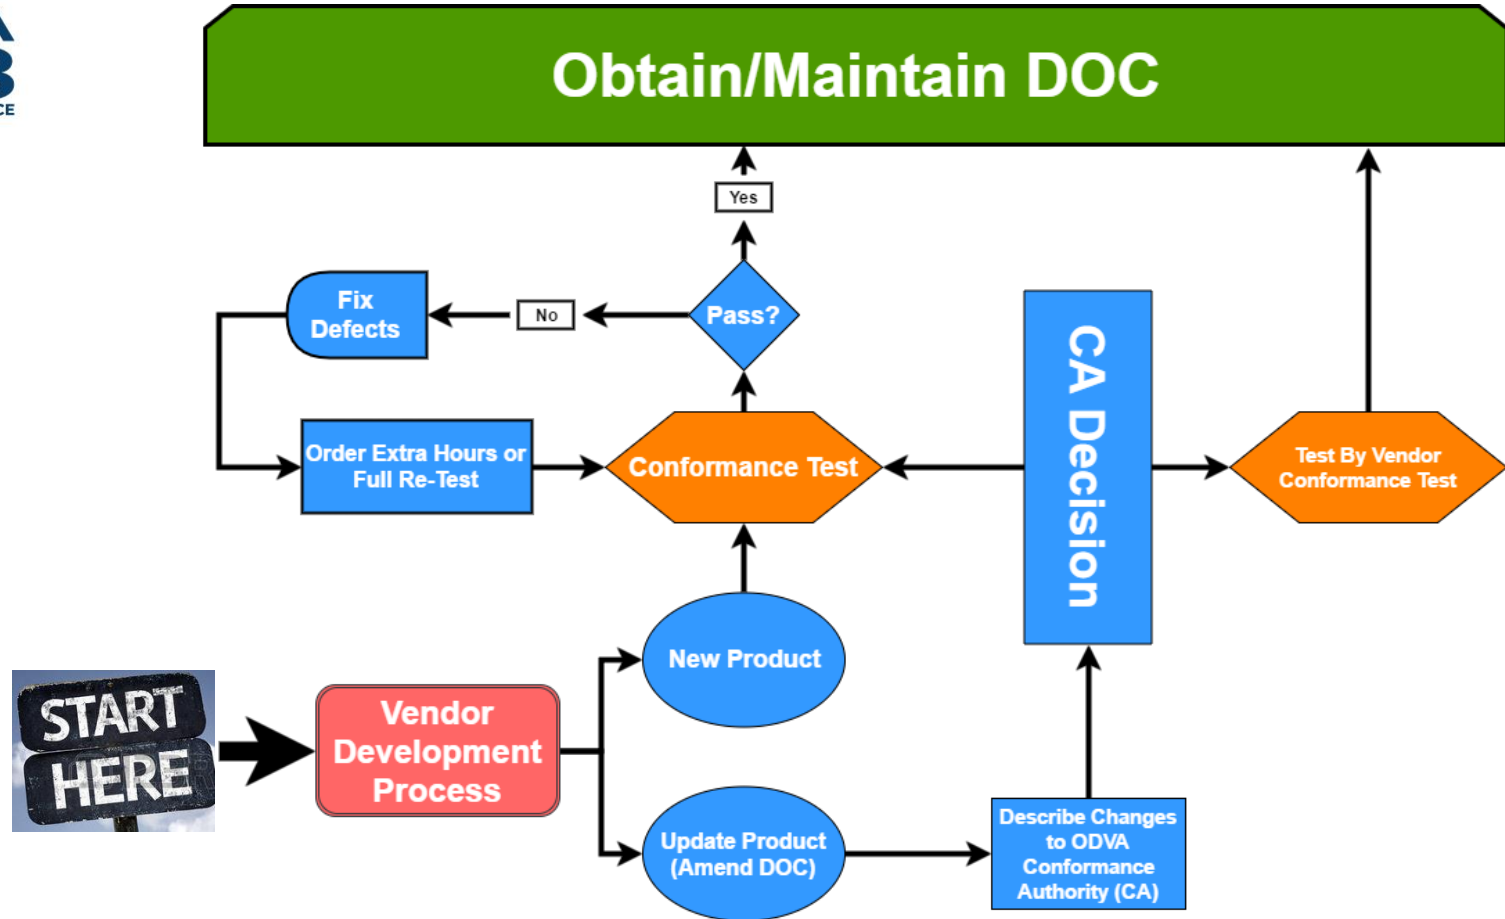 Obtain/Maintain DOC
Yes
Fix
Defects
No
Pass?
CA Decision
Order Extra Hours or
Full Re-Test
Conformance Test
Test By Vendor
Conformance Test
New Product
START
HERE
Vendor
Development
Process
Update Product
(Amend DOC)
Describe Changes
to ODVA
Conformance
Authority (CA)